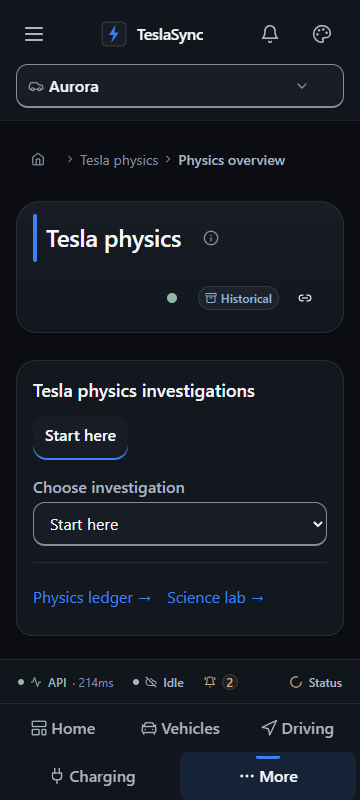 TeslaSync
Aurora
Tesla physics Physics overview
Tesla physics
Historical
Tesla physics investigations
Start here
Choose investigation
Start here
Physics ledger → Science lab →
API · 214ms Idle 2 Status
Home Vehicles Driving
Charging More